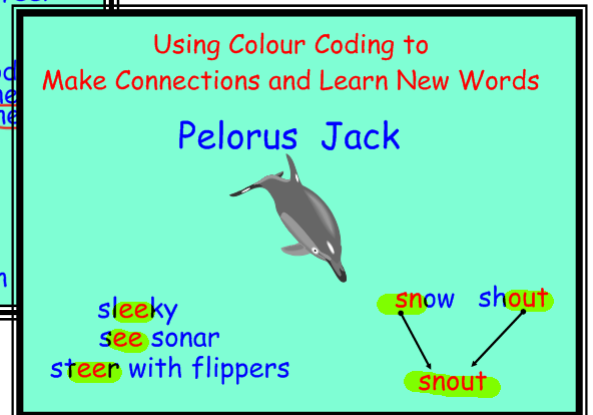 Using Colour Coding to
Make Connections and Learn New Words
Pelorus Jack
sleeky
see sonar
steer with flippers
snow shout
snout